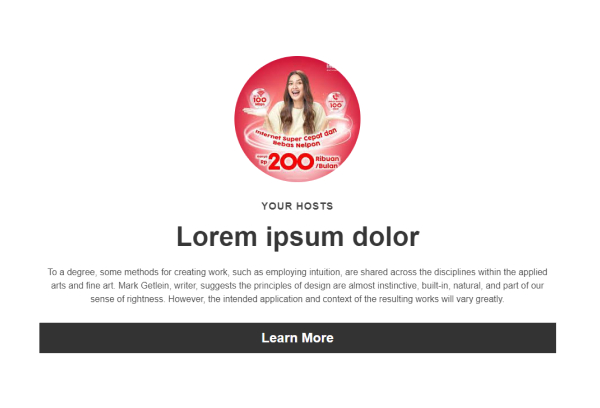 100
100
Internet Super Cepat dan
Bebas Nelpon
Rp 200 Ribuan
/Bulan
YOUR HOSTS
Lorem ipsum dolor
To a degree, some methods for creating work, such as employing intuition, are shared across the disciplines within the applied
arts and fine art. Mark Getlein, writer, suggests the principles of design are almost instinctive, built-in, natural, and part of our
sense of rightness. However, the intended application and context of the resulting works will vary greatly.
Learn More